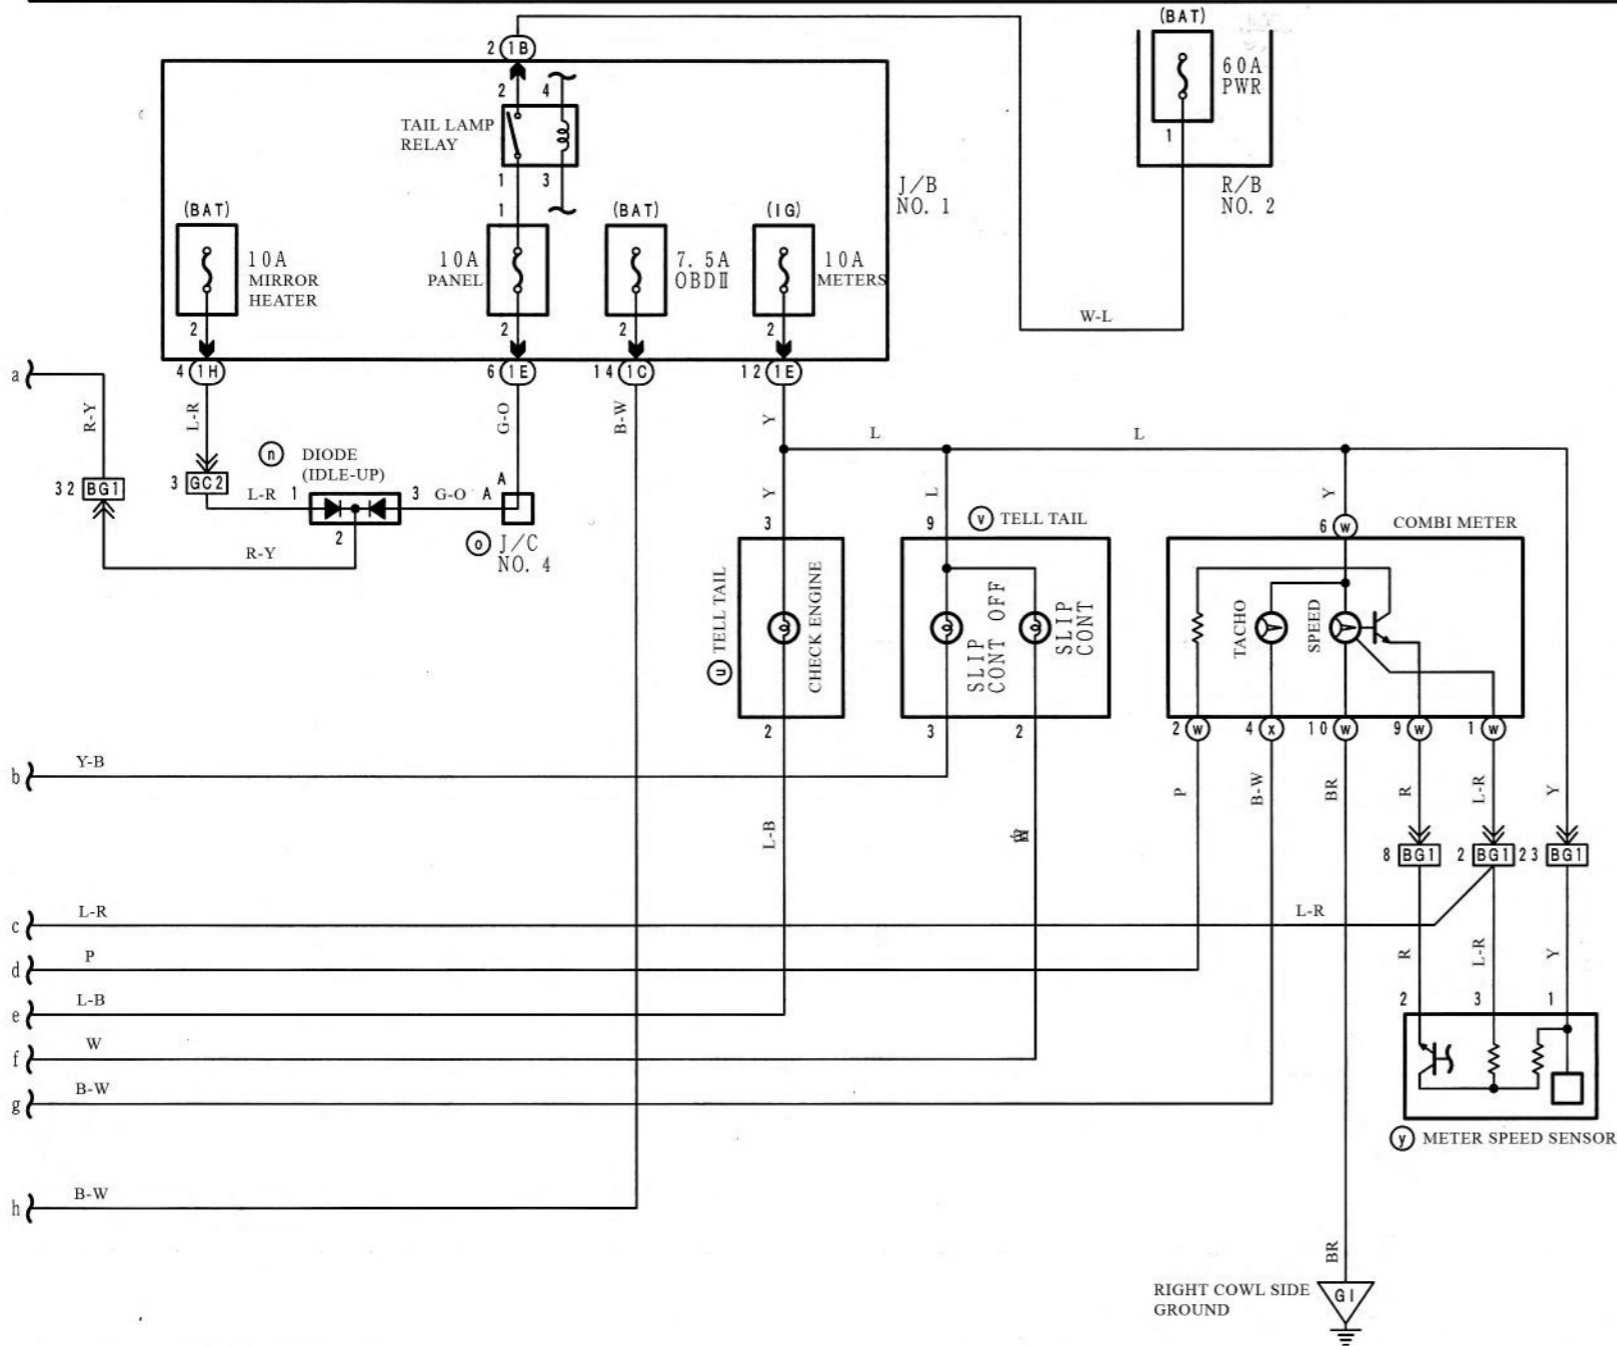 (BAT)
2 1B
60A
PWR
2 4
TAIL LAMP
RELAY
1
1 3
J/B
NO. 1
R/B
NO. 2
(BAT) 1 (BAT) (IG)
10A
MIRROR
HEATER
10A
PANEL
7.5A
OBDⅡ
10A
METERS
W-L
2 2 2 2
a 4 1H 6 1E 14 1C 12 1E
R-Y L-R G-O B-W Y
L L
n DIODE
(IDLE-UP)
32 BG1 3 GC2
L-R 1 3 G-O A A
2
R-Y
o J/C
NO. 4
Y L Y
3 9 v TELL TAIL 6 w COMBI METER
u TELL TAIL
CHECK ENGINE
SLIP
CONT OFF
SLIP
CONT
TACHO
SPEED
2 3 2 2 w 4 x 10 w 9 w 1 w
b Y-B
P B-W BR R L-R Y
L-B W
8 BG1 2 BG1 23 BG1
c L-R L-R
d P
R L-R Y
e L-B
2 3 1
f W
g B-W
y METER SPEED SENSOR
h B-W
BR
RIGHT COWL SIDE
GROUND
G1